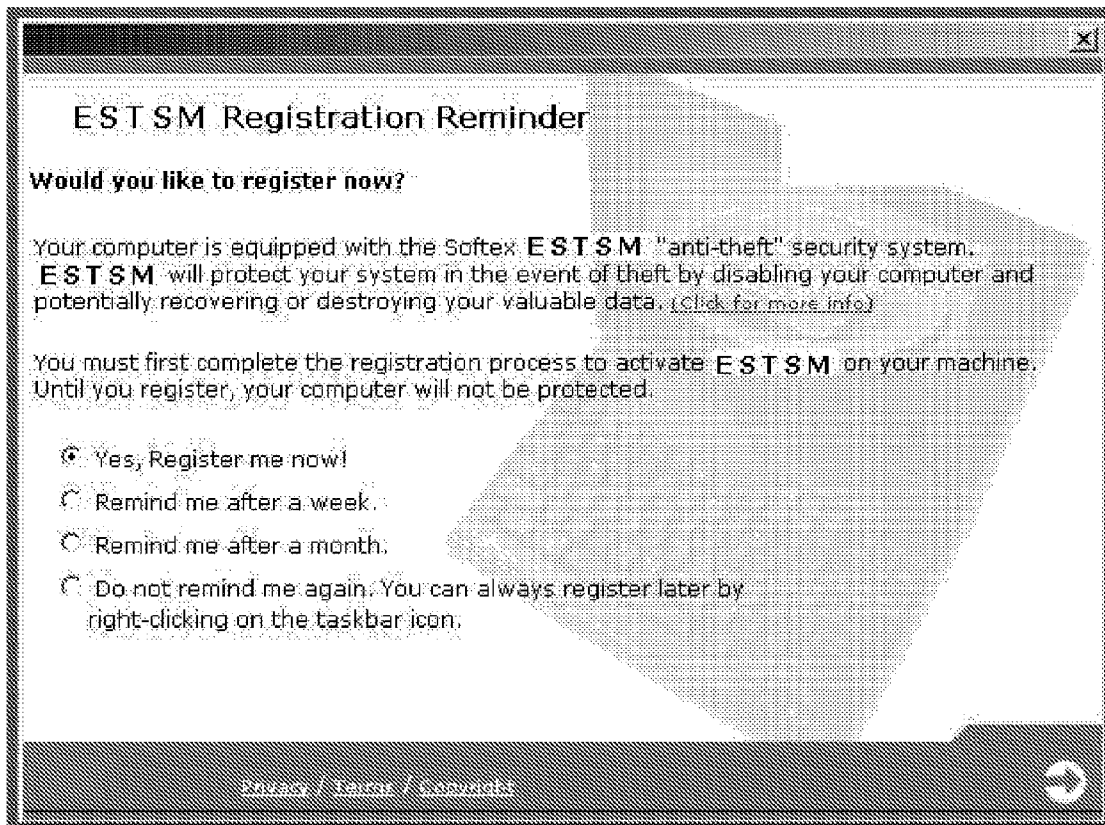 ESTSM Registration Reminder
Would you like to register now?
Your computer is equipped with the Softex ESTSM "anti-theft" security system.
ESTSM will protect your system in the event of theft by disabling your computer and
potentially recovering or destroying your valuable data. (Click for more info)
You must first complete the registration process to activate ESTSM on your machine.
Until you register, your computer will not be protected.
Yes, Register me now!
Remind me after a week.
Remind me after a month.
Do not remind me again. You can always register later by
right-clicking on the taskbar icon.
Privacy / Terms / Copyright